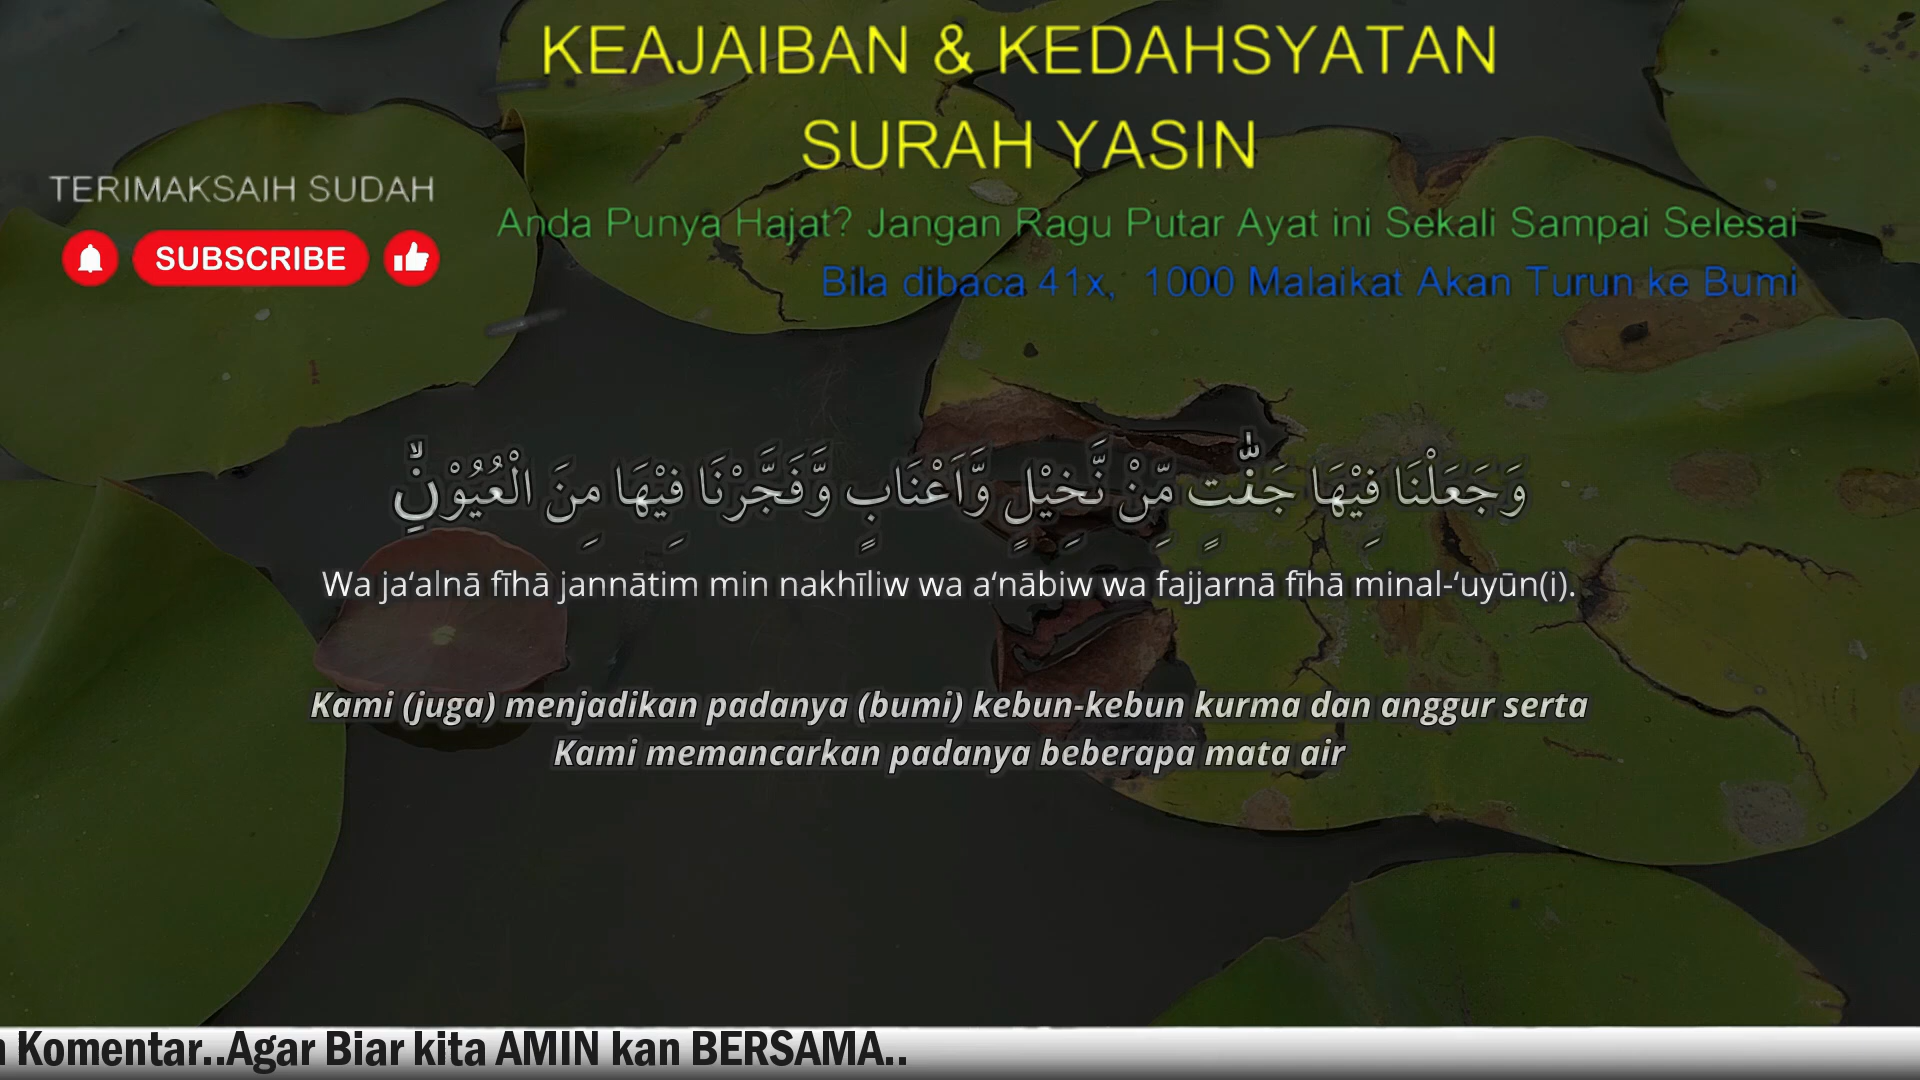 KEAJAIBAN & KEDAHSYATAN
SURAH YASIN
TERIMAKSAIH SUDAH
SUBSCRIBE
Anda Punya Hajat? Jangan Ragu Putar Ayat ini Sekali Sampai Selesai
Bila dibaca 41x, 1000 Malaikat Akan Turun ke Bumi
وَجَعَلْنَا فِيْهَا جَنّٰتٍ مِّنْ نَّخِيْلٍ وَّاَعْنَابٍ وَّفَجَّرْنَا فِيْهَا مِنَ الْعُيُوْنِۙ
Wa ja‘alnā fīhā jannātim min nakhīliw wa a‘nābiw wa fajjarnā fīhā minal-‘uyūn(i).
Kami (juga) menjadikan padanya (bumi) kebun-kebun kurma dan anggur serta
Kami memancarkan padanya beberapa mata air
Komentar..Agar Biar kita AMIN kan BERSAMA..